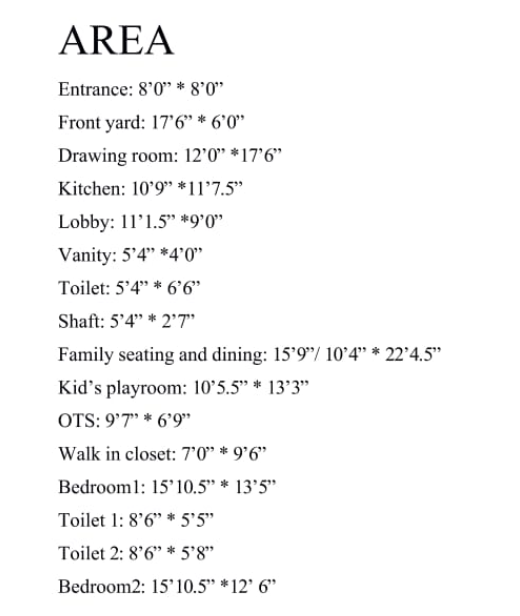 AREA
Entrance: 8’0” * 8’0”
Front yard: 17’6” * 6’0”
Drawing room: 12’0” *17’6”
Kitchen: 10’9” *11’7.5”
Lobby: 11’1.5” *9’0”
Vanity: 5’4” *4’0”
Toilet: 5’4” * 6’6”
Shaft: 5’4” * 2’7”
Family seating and dining: 15’9”/ 10’4” * 22’4.5”
Kid’s playroom: 10’5.5” * 13’3”
OTS: 9’7” * 6’9”
Walk in closet: 7’0” * 9’6”
Bedroom1: 15’10.5” * 13’5”
Toilet 1: 8’6” * 5’5”
Toilet 2: 8’6” * 5’8”
Bedroom2: 15’10.5” *12’ 6”